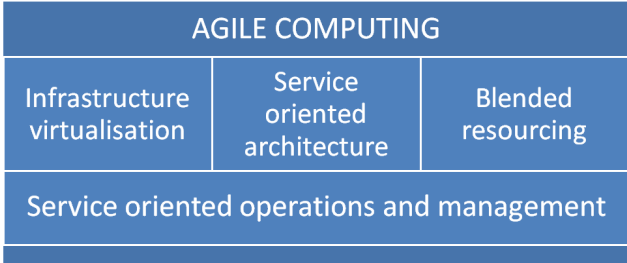 AGILE COMPUTING
Infrastructure
virtualisation
Service
oriented
architecture
Blended
resourcing
Service oriented operations and management